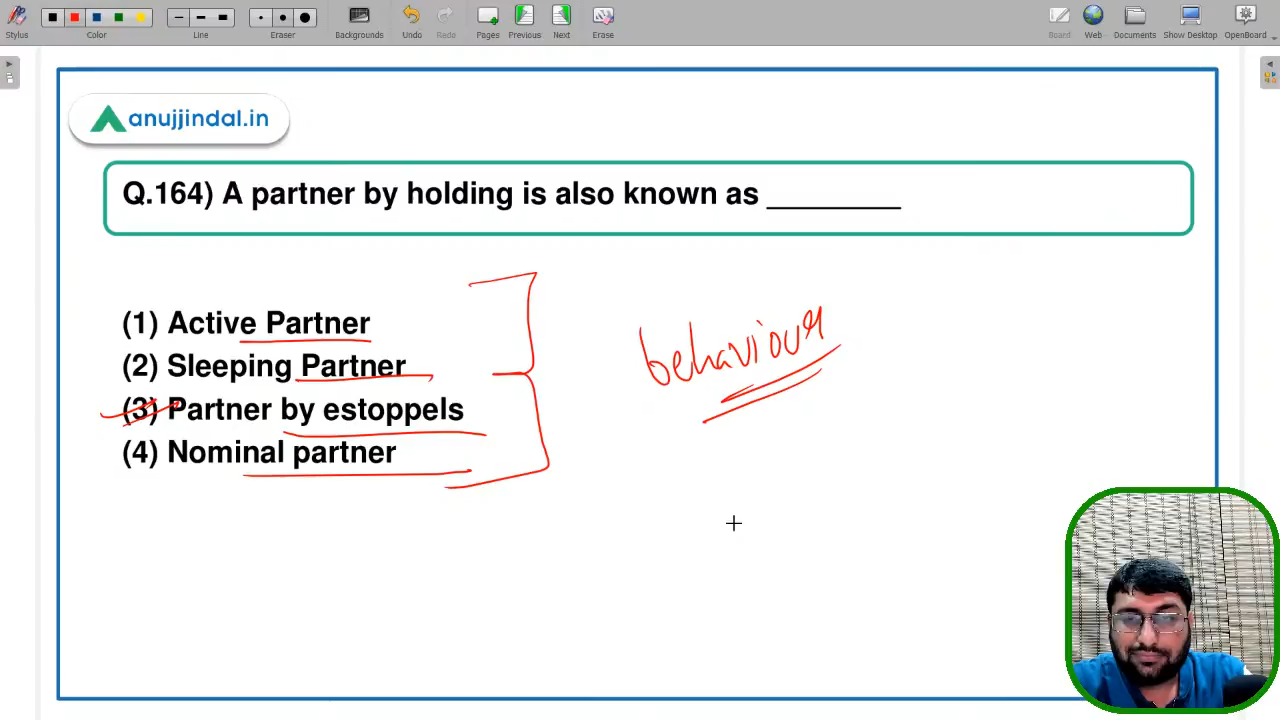 Stylus
Color
Line
Eraser
Backgrounds
Undo
Redo
Pages
Previous
Next
Erase
Board
Web
Documents
Show Desktop
OpenBoard
anujjindal.in
Q.164) A partner by holding is also known as _________
(1) Active Partner
(2) Sleeping Partner
(3) Partner by estoppels
(4) Nominal partner
behaviour